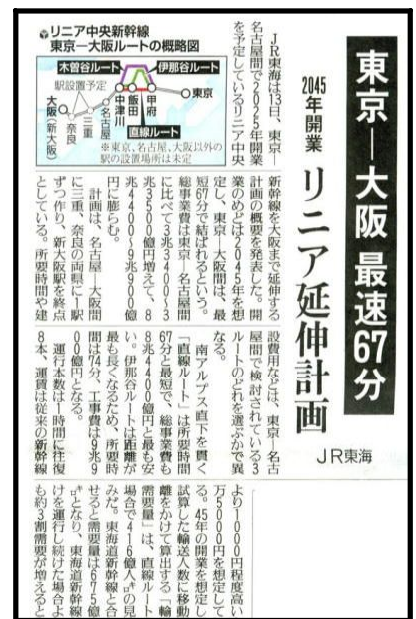 東京―大阪 最速67分
2045年開業 リニア延伸計画
JR東海
リニア中央新幹線
東京―大阪ルートの概略図
木曽谷ルート
伊那谷ルート
駅設置予定
東京
甲府
飯田
中津川
名古屋
三重
奈良
大阪(新大阪)
直線ルート
※東京、名古屋、大阪以外の
駅の設置場所は未定
JR東海は13日、東京―
名古屋間で2025年開業
を予定しているリニア中央
新幹線を大阪まで延伸する
計画の概要を発表した。開
業のめどは2045年を想
定し、東京―大阪間は、最
短67分で結ばれるという。
総事業費は東京―名古屋間
に比べて3兆3400〜3
兆3500億円増えて、8
兆4400〜9兆900億
円に膨らむ。
計画は、名古屋―大阪間
に三重、奈良の両県に1駅
ずつ作り、新大阪駅を終点
としている。所要時間や建
設費用などは、東京―名古
屋間で検討されている3
ルートのどれを選ぶかで異
なる。
南アルプス直下を貫く
「直線ルート」は所要時間
67分と最短で、総事業費も
8兆4400億円と最も安
い。伊那谷ルートは距離が
最も長くなるため、所要時
間は74分、工事費は9兆9
00億円となる。
運行本数は1時間に往復
8本、運賃は従来の新幹線
より1000円程度高い
万5000円を想定して
る。45年の開業を想定し
試算した輸送人数に移動
離をかけて算出する「輸
需要量」は、直線ルート
場合で416億人㌔の見
みだ。東海道新幹線と合
せると需要量は675億
㌔となり、東海道新幹線
けを運行し続けた場合よ
も約3割需要が増えると